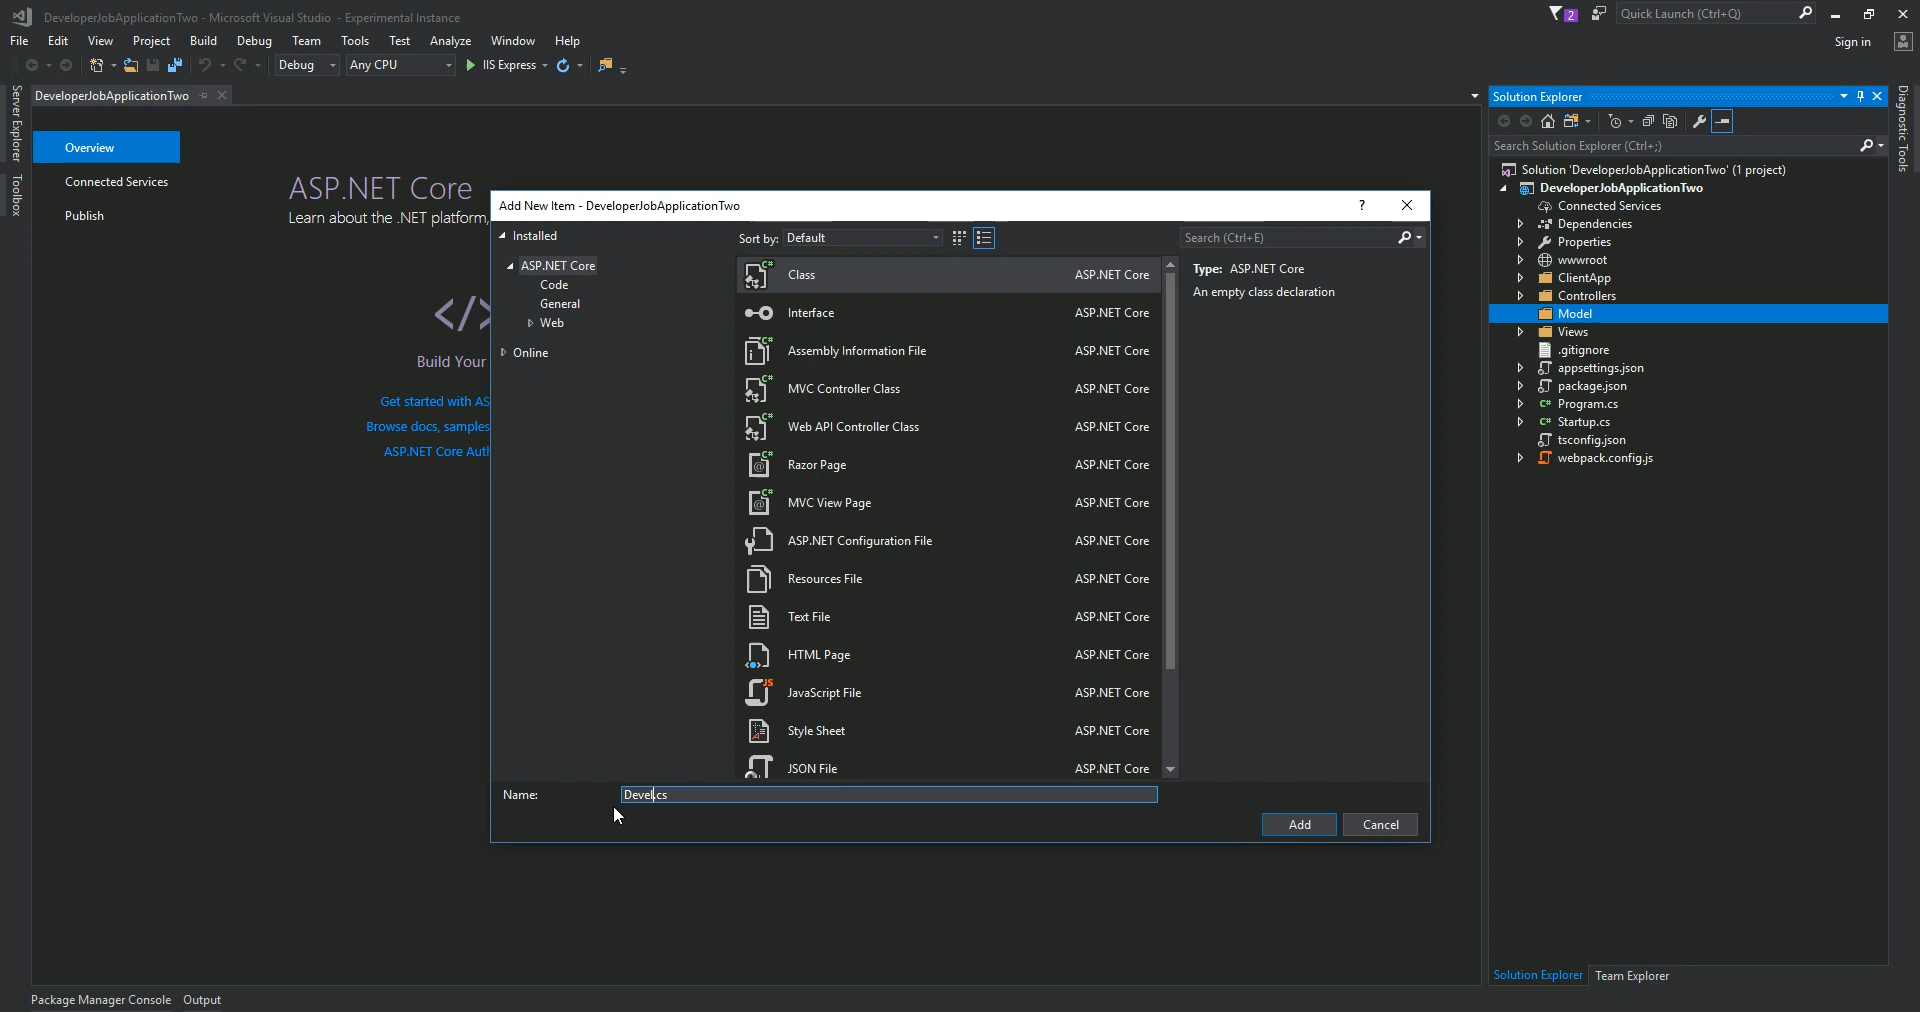 DeveloperJobApplicationTwo - Microsoft Visual Studio - Experimental Instance
2
Quick Launch (Ctrl+Q)
File Edit View Project Build Debug Team Tools Test Analyze Window Help
Sign in
Debug Any CPU IIS Express
Server Explorer
Toolbox
DeveloperJobApplicationTwo
Overview
Connected Services
Publish
ASP.NET Core
Learn about the .NET platform,
Build Your
Get started with AS
Browse docs, samples
ASP.NET Core Auth
Add New Item - DeveloperJobApplicationTwo
?
Installed
ASP.NET Core
Code
General
Web
Online
Sort by: Default
Search (Ctrl+E)
Class ASP.NET Core
Interface ASP.NET Core
Assembly Information File ASP.NET Core
MVC Controller Class ASP.NET Core
Web API Controller Class ASP.NET Core
Razor Page ASP.NET Core
MVC View Page ASP.NET Core
ASP.NET Configuration File ASP.NET Core
Resources File ASP.NET Core
Text File ASP.NET Core
HTML Page ASP.NET Core
JavaScript File ASP.NET Core
Style Sheet ASP.NET Core
JSON File ASP.NET Core
Type: ASP.NET Core
An empty class declaration
Name: Devel.cs
Add Cancel
Solution Explorer
Search Solution Explorer (Ctrl+;)
Solution 'DeveloperJobApplicationTwo' (1 project)
DeveloperJobApplicationTwo
Connected Services
Dependencies
Properties
wwwroot
ClientApp
Controllers
Model
Views
.gitignore
appsettings.json
package.json
C# Program.cs
C# Startup.cs
tsconfig.json
webpack.config.js
Solution Explorer Team Explorer
Diagnostic Tools
Package Manager Console Output